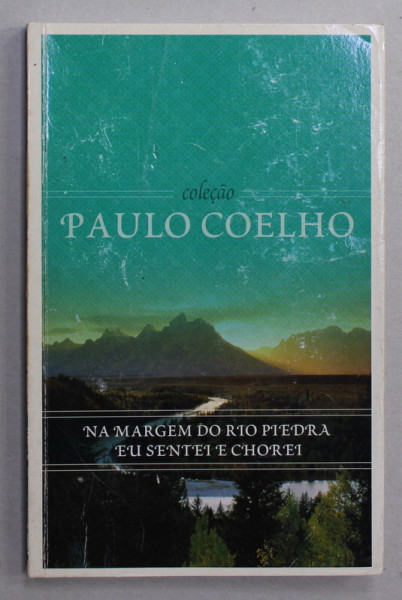 coleção
PAULO COELHO
NA MARGEM DO RIO PIEDRA
EU SENTEI E CHOREI